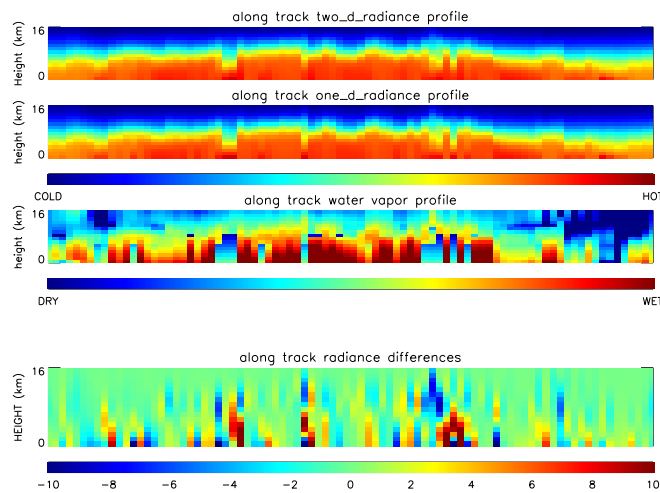 along track two_d_radiance profile
16
Height (km)
0
along track one_d_radiance profile
16
height (km)
0
COLD HOT
along track water vapor profile
16
height (km)
0
DRY WET
along track radiance differences
16
HEIGHT (km)
0
-10 -8 -6 -4 -2 0 2 4 6 8 10